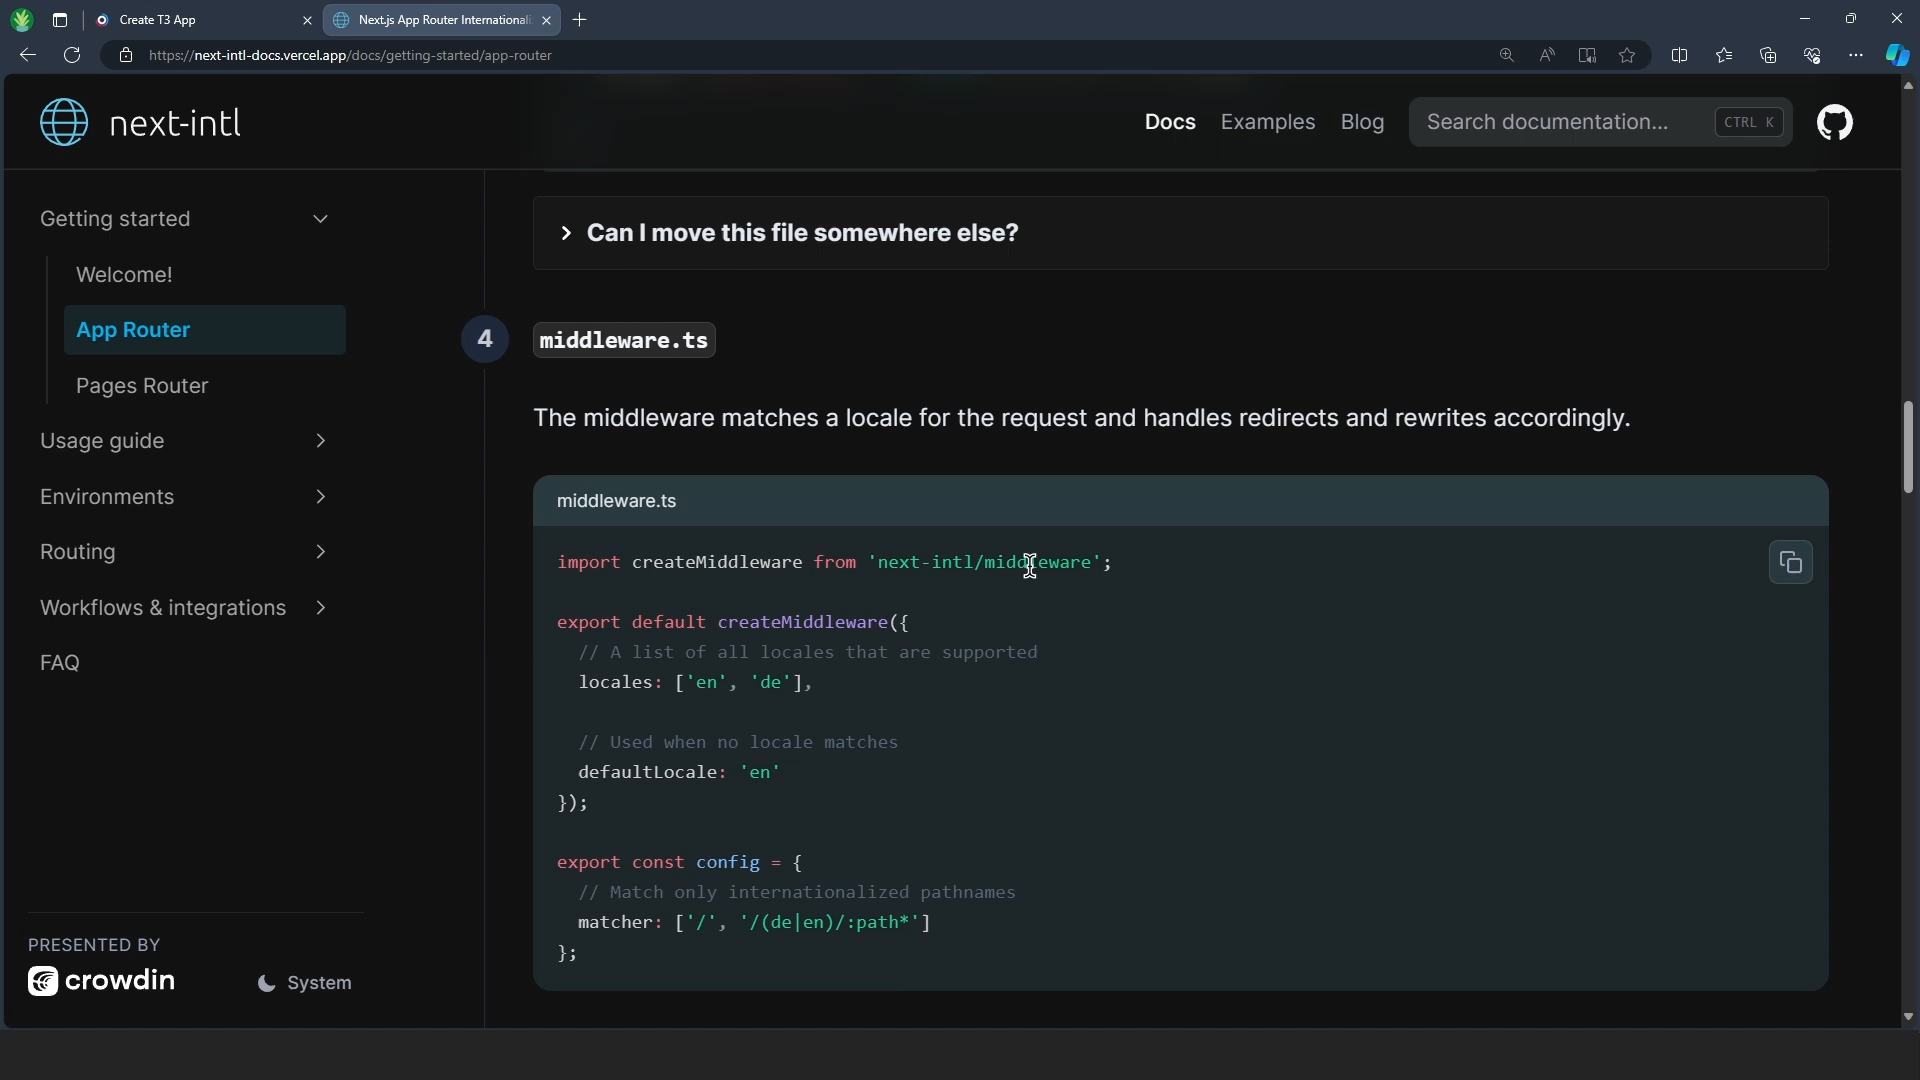 Create T3 App
Next.js App Router Internationali
https://next-intl-docs.vercel.app/docs/getting-started/app-router
next-intl
Docs
Examples
Blog
Search documentation...
CTRL K
Getting started
Welcome!
App Router
Pages Router
Usage guide
Environments
Routing
Workflows & integrations
FAQ
PRESENTED BY
crowdin
System
Can I move this file somewhere else?
4
middleware.ts
The middleware matches a locale for the request and handles redirects and rewrites accordingly.
middleware.ts
import createMiddleware from 'next-intl/middleware';
export default createMiddleware({
// A list of all locales that are supported
locales: ['en', 'de'],
// Used when no locale matches
defaultLocale: 'en'
});
export const config = {
// Match only internationalized pathnames
matcher: ['/', '/(de|en)/:path*']
};